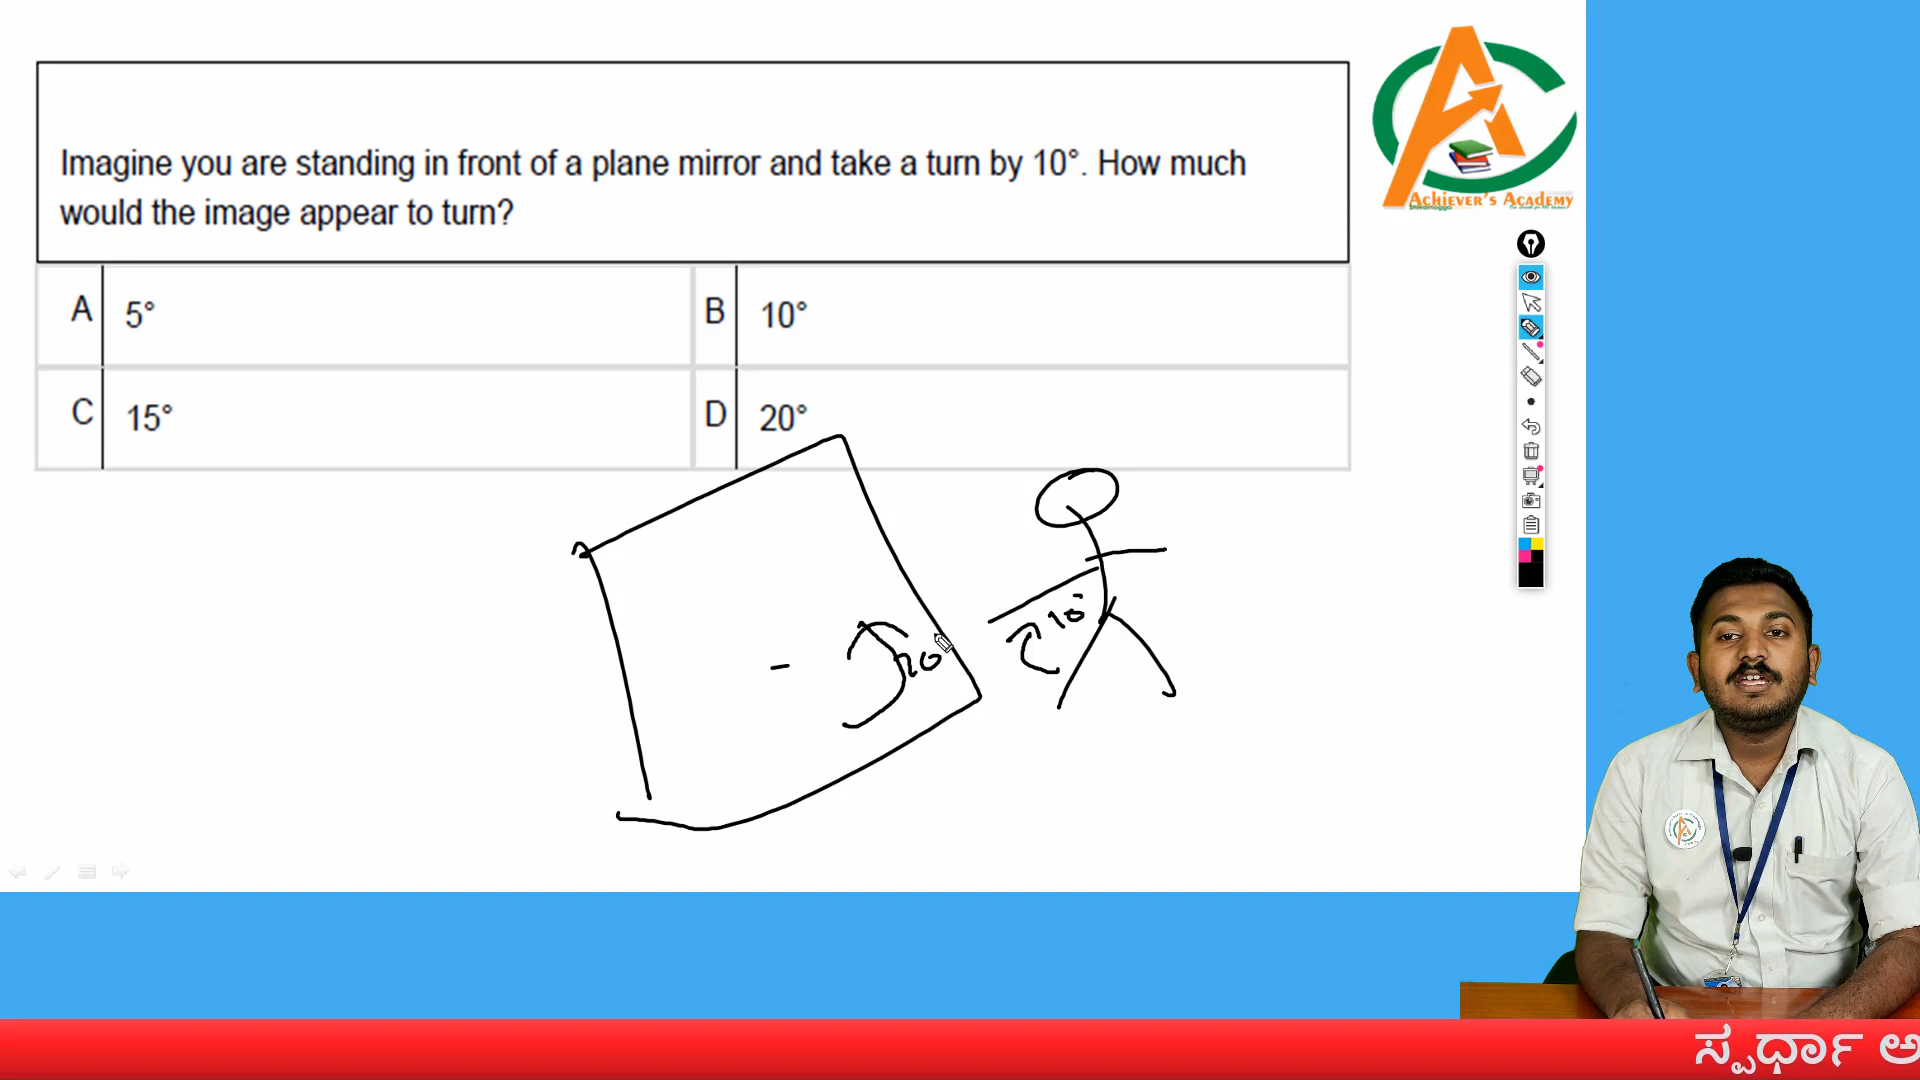 Imagine you are standing in front of a plane mirror and take a turn by 10°. How much
would the image appear to turn?
A 5° B 10°
C 15° D 20°
ACHIEVER'S ACADEMY
Shivamogga
10°
20°
ಸ್ಪರ್ಧಾ ಅ